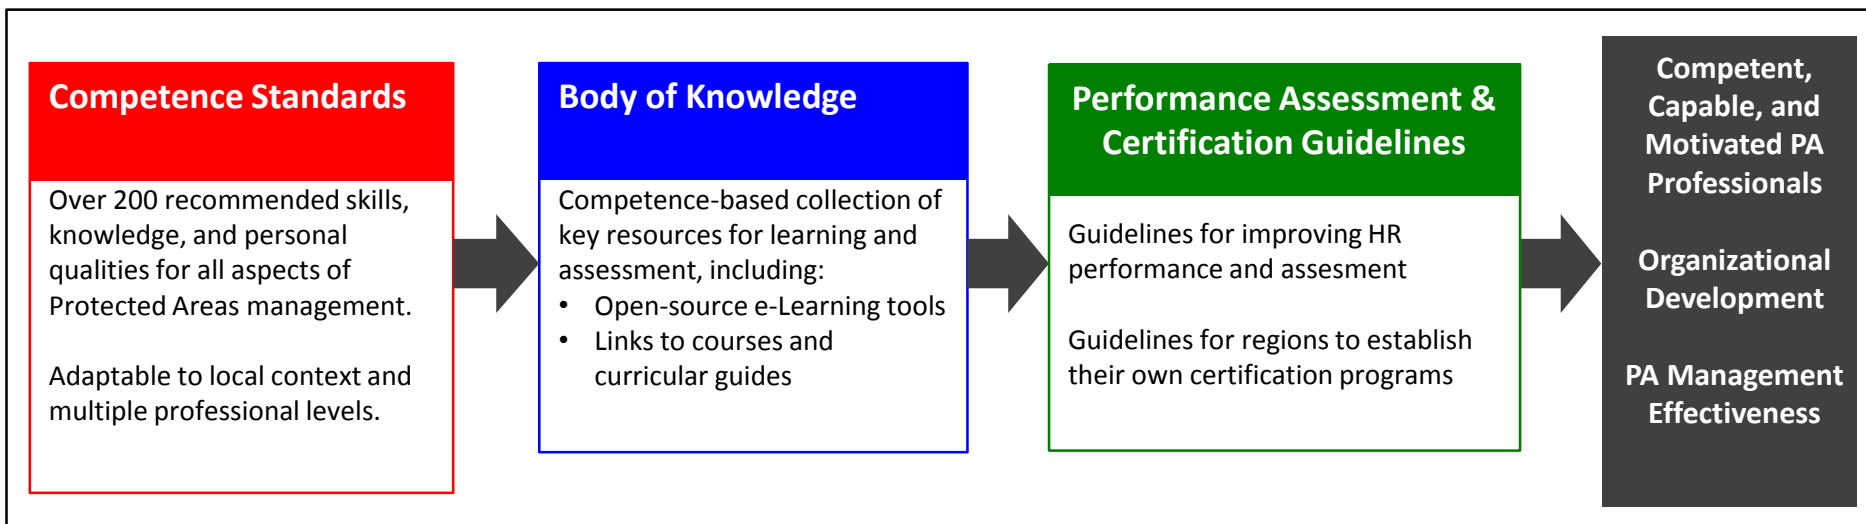 Competence Standards
Over 200 recommended skills,
knowledge, and personal
qualities for all aspects of
Protected Areas management.
Adaptable to local context and
multiple professional levels.
Body of Knowledge
Competence-based collection of
key resources for learning and
assessment, including:
• Open-source e-Learning tools
• Links to courses and
curricular guides
Performance Assessment &
Certification Guidelines
Guidelines for improving HR
performance and assesment
Guidelines for regions to establish
their own certification programs
Competent,
Capable, and
Motivated PA
Professionals
Organizational
Development
PA Management
Effectiveness